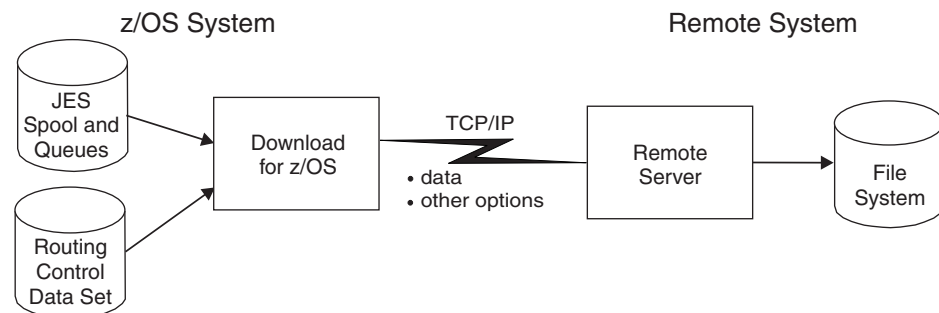 z/OS System
Remote System
JES
Spool and
Queues
Download
for z/OS
TCP/IP
• data
• other options
Remote
Server
File
System
Routing
Control
Data Set